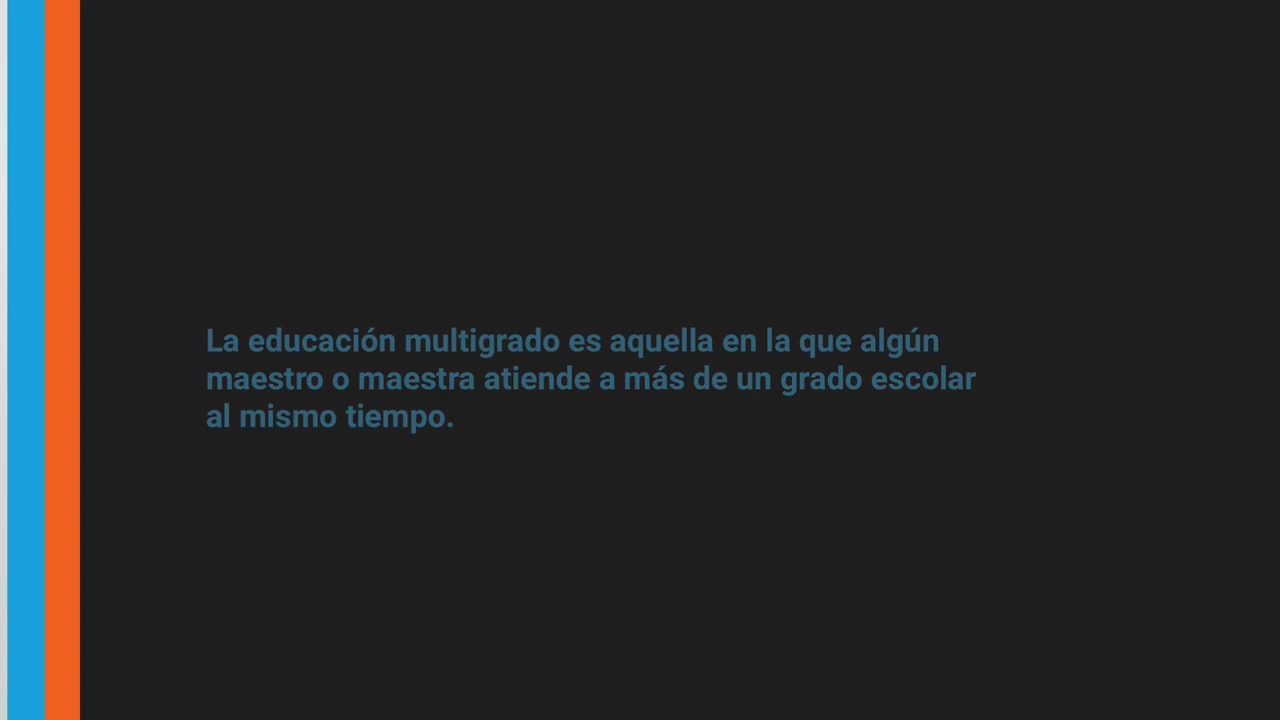 La educación multigrado es aquella en la que algún
maestro o maestra atiende a más de un grado escolar
al mismo tiempo.